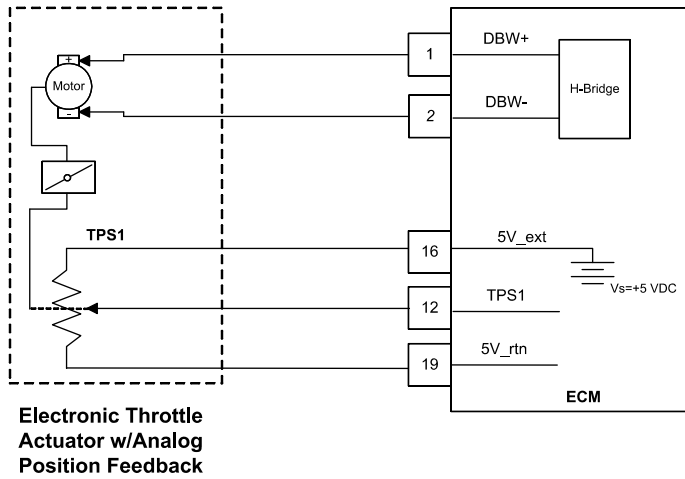 1
DBW+
+
Motor
-
H-Bridge
2
DBW-
TPS1
16
5V_ext
Vs=+5 VDC
12
TPS1
19
5V_rtn
ECM
Electronic Throttle
Actuator w/Analog
Position Feedback